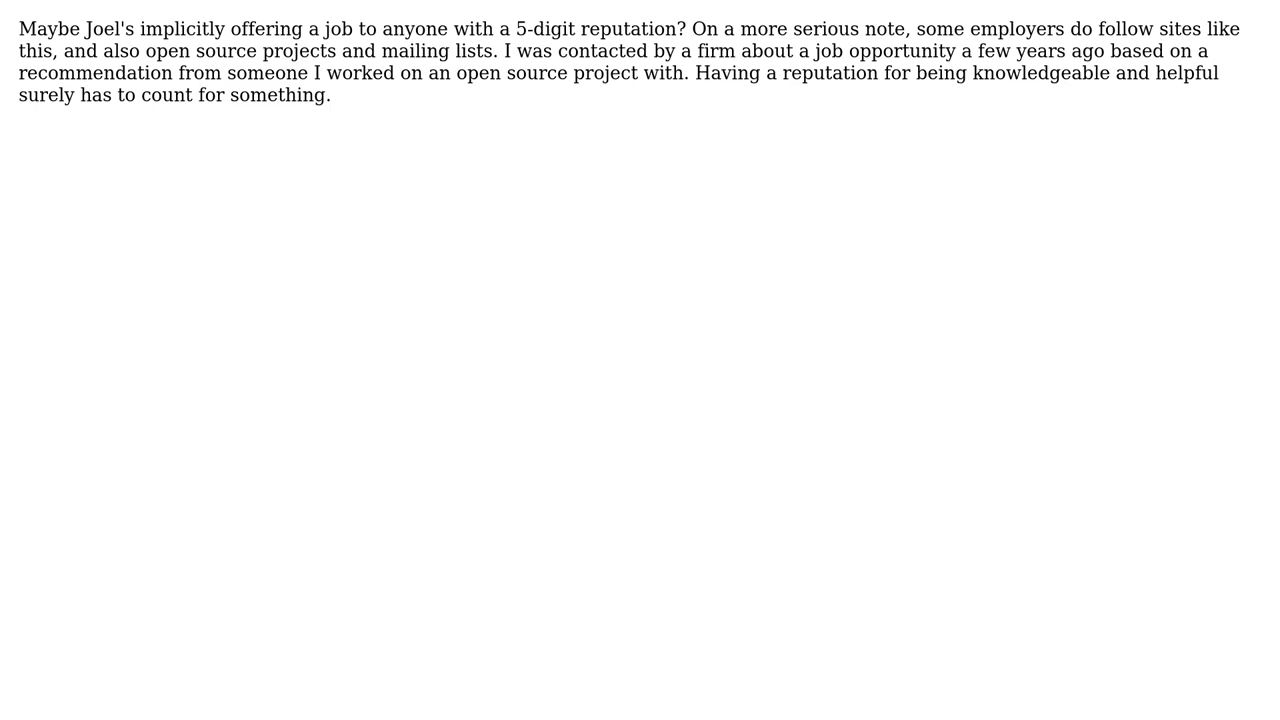 Maybe Joel's implicitly offering a job to anyone with a 5-digit reputation? On a more serious note, some employers do follow sites like
this, and also open source projects and mailing lists. I was contacted by a firm about a job opportunity a few years ago based on a
recommendation from someone I worked on an open source project with. Having a reputation for being knowledgeable and helpful
surely has to count for something.